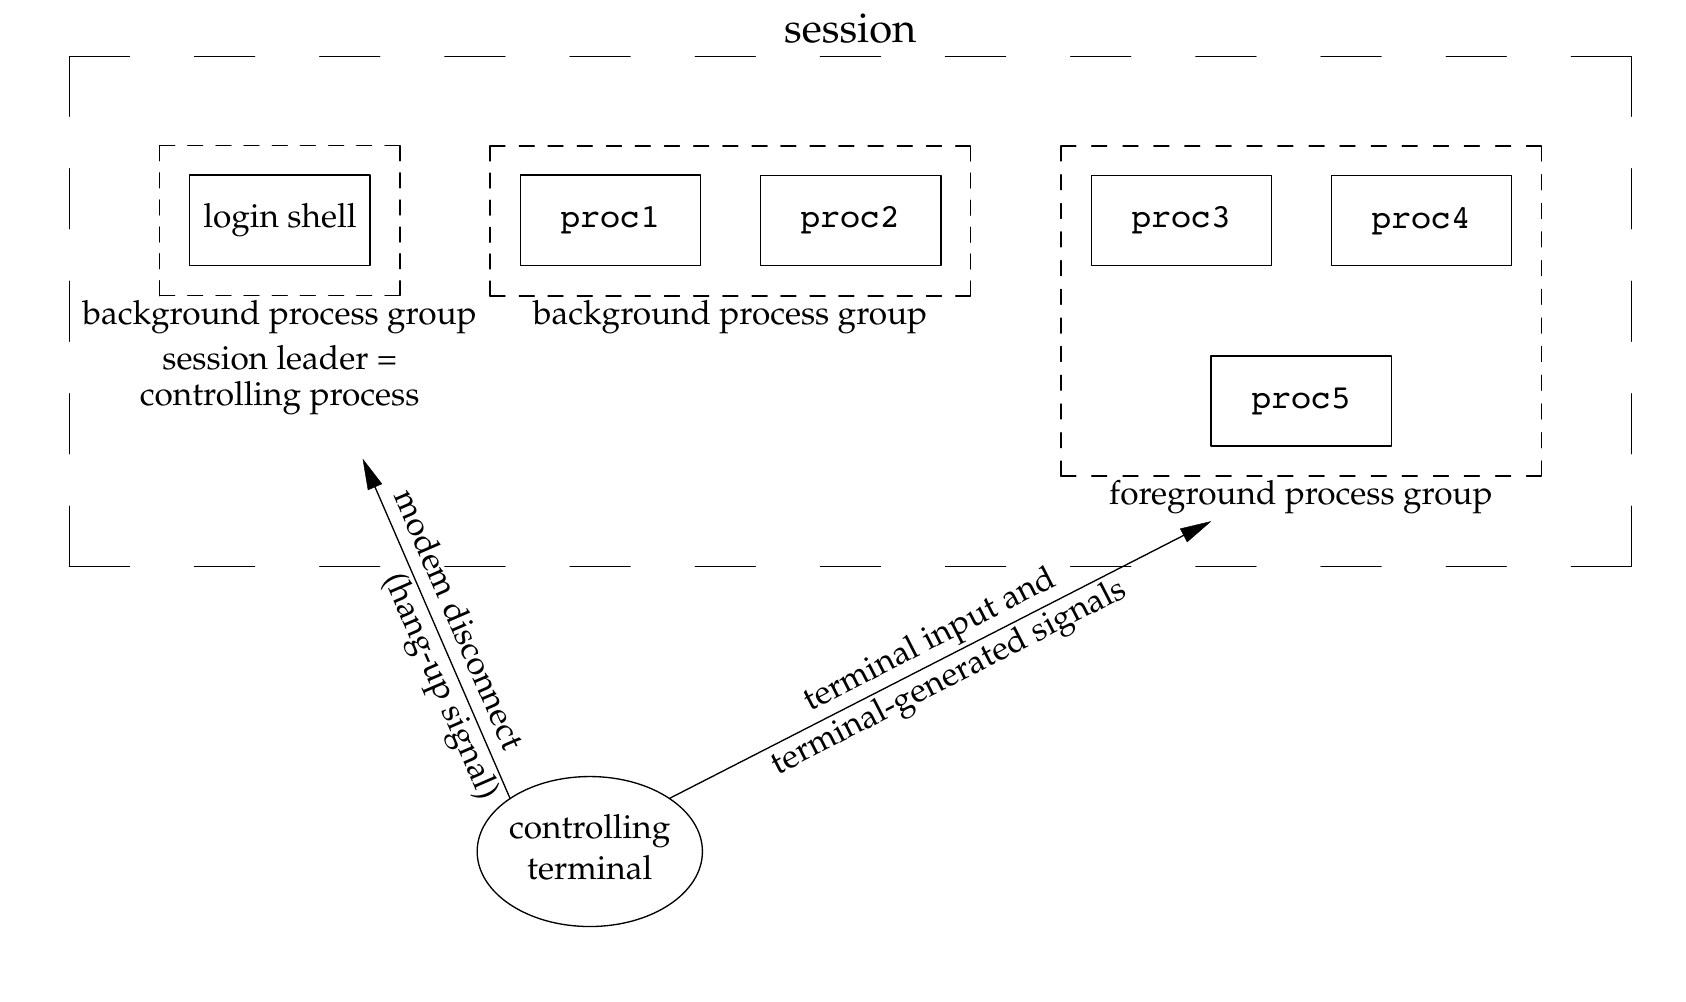 session
login shell
proc1
proc2
proc3
proc4
background process group
background process group
session leader =
controlling process
proc5
foreground process group
modem disconnect
(hang-up signal)
terminal input and
terminal-generated signals
controlling
terminal